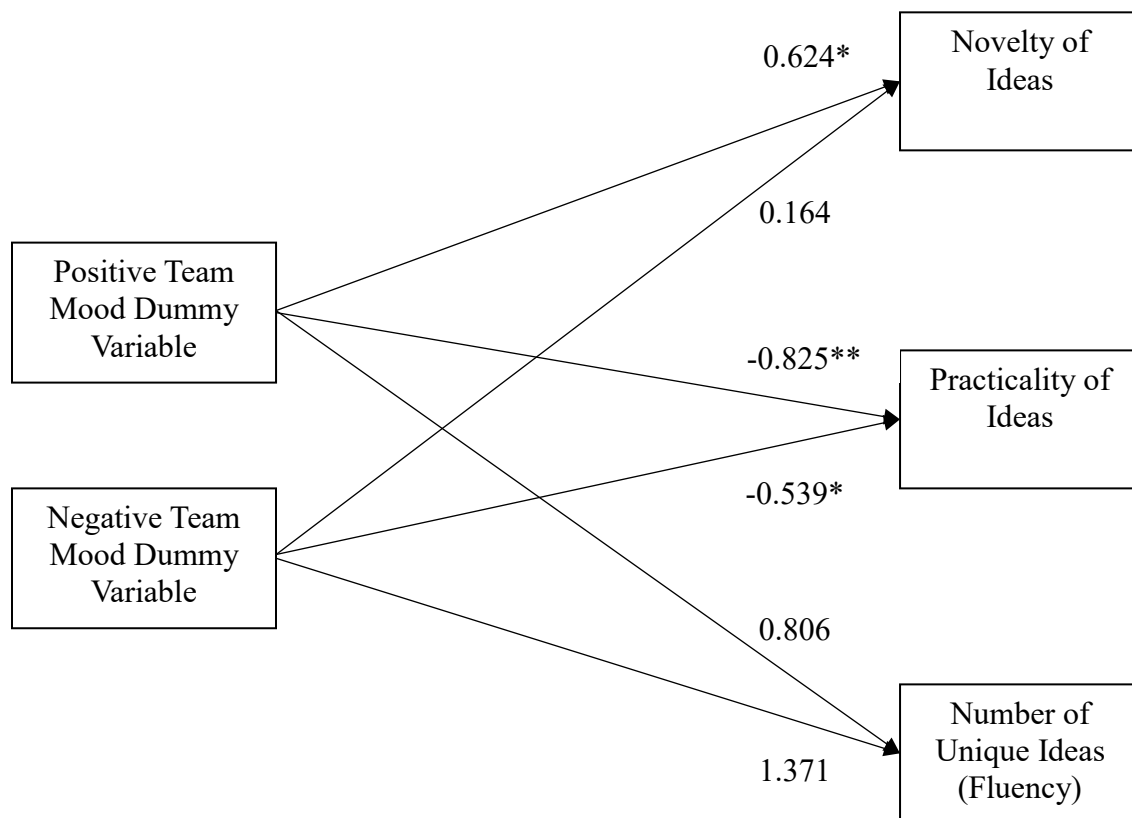 Novelty of
Ideas
0.624*
0.164
Positive Team
Mood Dummy
Variable
-0.825**
Practicality of
Ideas
-0.539*
Negative Team
Mood Dummy
Variable
0.806
Number of
Unique Ideas
(Fluency)
1.371